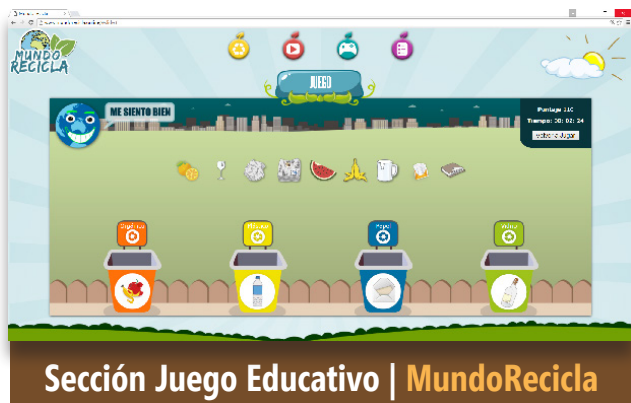 MUNDO
RECICLA
JUEGO
ME SIENTO BIEN
Puntaje 110
Tiempo: 00: 02: 24
Volver a Jugar
Orgánico
Plástico
Papel
Vidrio
Sección Juego Educativo | MundoRecicla